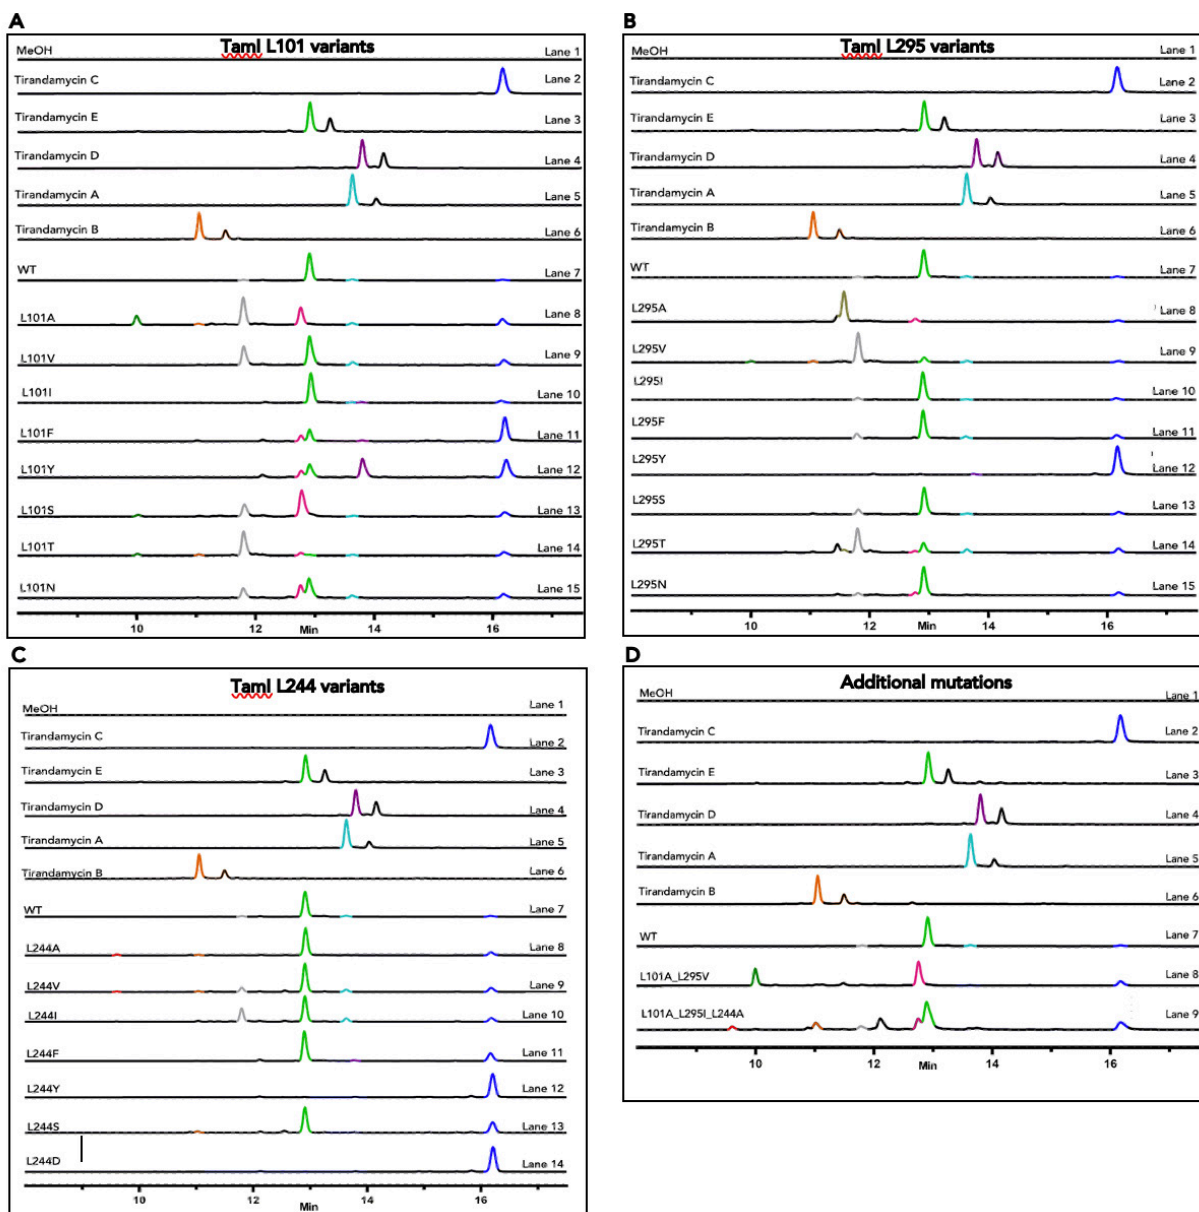 A
TamI L101 variants
MeOH Lane 1
Tirandamycin C Lane 2
Tirandamycin E Lane 3
Tirandamycin D Lane 4
Tirandamycin A Lane 5
Tirandamycin B Lane 6
WT Lane 7
L101A Lane 8
L101V Lane 9
L101I Lane 10
L101F Lane 11
L101Y Lane 12
L101S Lane 13
L101T Lane 14
L101N Lane 15
10 12 14 16
Min
B
TamI L295 variants
MeOH Lane 1
Tirandamycin C Lane 2
Tirandamycin E Lane 3
Tirandamycin D Lane 4
Tirandamycin A Lane 5
Tirandamycin B Lane 6
WT Lane 7
L295A Lane 8
L295V Lane 9
L295I Lane 10
L295F Lane 11
L295Y Lane 12
L295S Lane 13
L295T Lane 14
L295N Lane 15
10 12 14 16
Min
C
TamI L244 variants
MeOH Lane 1
Tirandamycin C Lane 2
Tirandamycin E Lane 3
Tirandamycin D Lane 4
Tirandamycin A Lane 5
Tirandamycin B Lane 6
WT Lane 7
L244A Lane 8
L244V Lane 9
L244I Lane 10
L244F Lane 11
L244Y Lane 12
L244S Lane 13
L244D Lane 14
10 12 14 16
Min
D
Additional mutations
MeOH Lane 1
Tirandamycin C Lane 2
Tirandamycin E Lane 3
Tirandamycin D Lane 4
Tirandamycin A Lane 5
Tirandamycin B Lane 6
WT Lane 7
L101A_L295V Lane 8
L101A_L295I_L244A Lane 9
10 12 14 16
Min